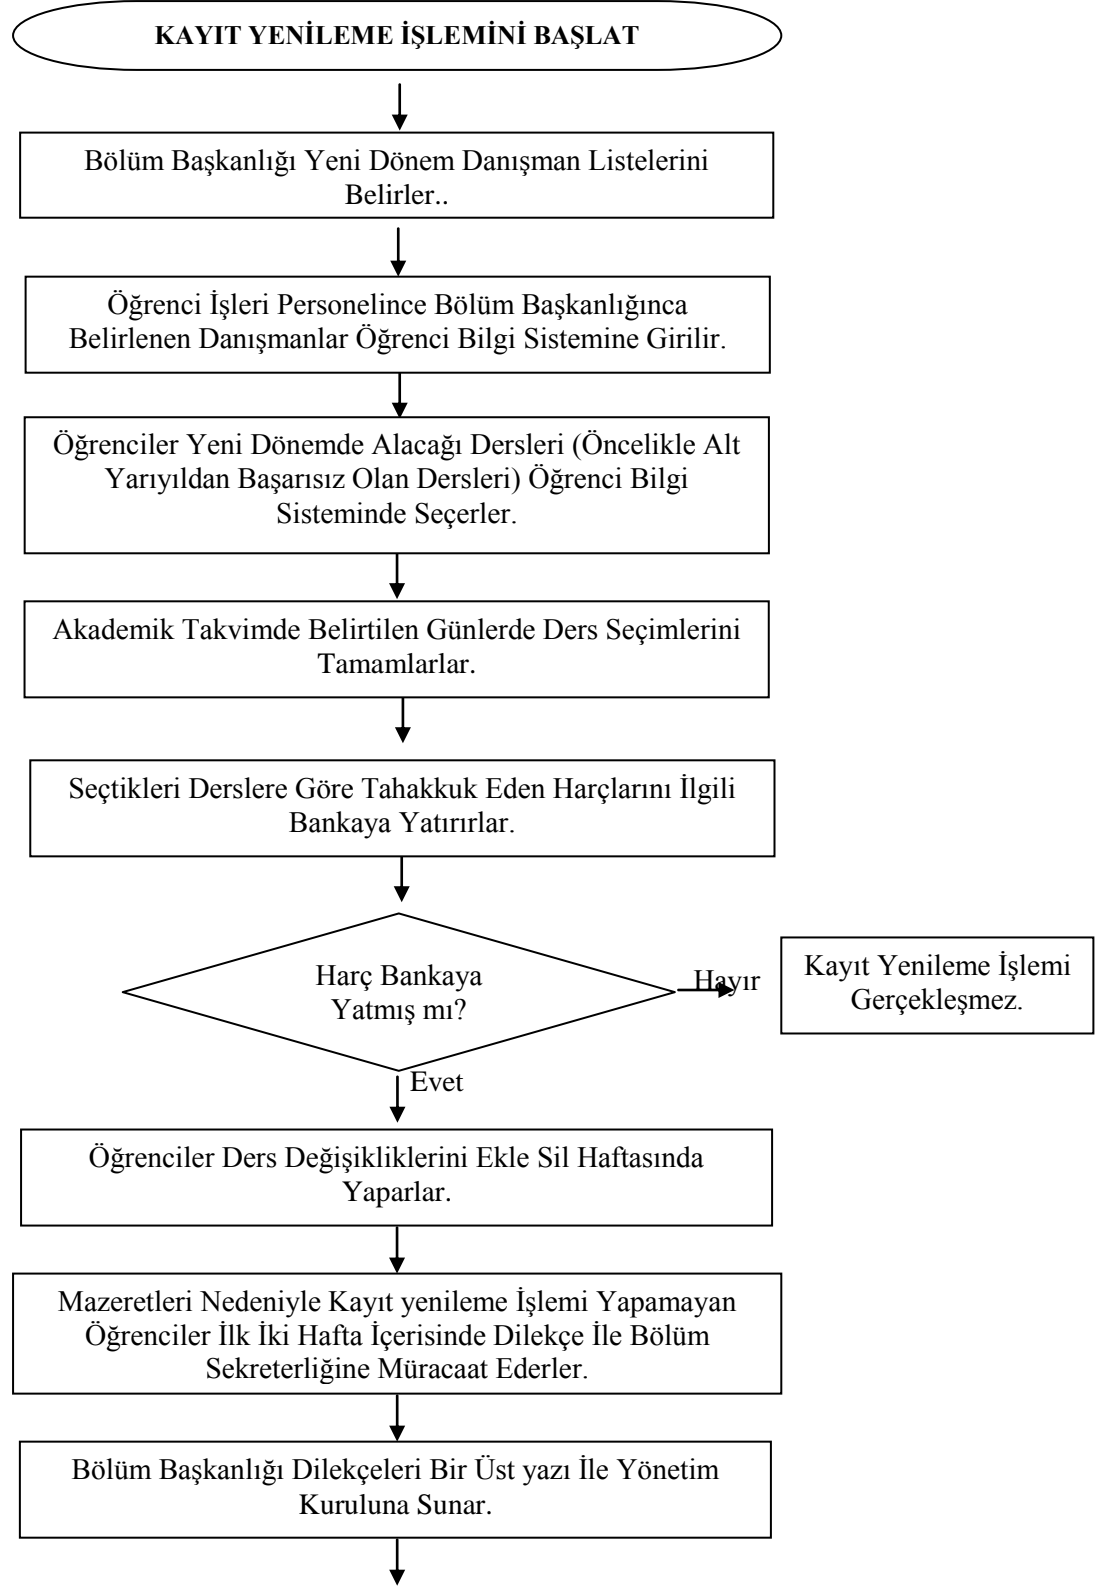 KAYIT YENİLEME İŞLEMİNİ BAŞLAT
Bölüm Başkanlığı Yeni Dönem Danışman Listelerini
Belirler..
Öğrenci İşleri Personelince Bölüm Başkanlığınca
Belirlenen Danışmanlar Öğrenci Bilgi Sistemine Girilir.
Öğrenciler Yeni Dönemde Alacağı Dersleri (Öncelikle Alt
Yarıyıldan Başarısız Olan Dersleri) Öğrenci Bilgi
Sisteminde Seçerler.
Akademik Takvimde Belirtilen Günlerde Ders Seçimlerini
Tamamlarlar.
Seçtikleri Derslere Göre Tahakkuk Eden Harçlarını İlgili
Bankaya Yatırırlar.
Harç Bankaya
Yatmış mı?
Hayır
Kayıt Yenileme İşlemi
Gerçekleşmez.
Evet
Öğrenciler Ders Değişikliklerini Ekle Sil Haftasında
Yaparlar.
Mazeretleri Nedeniyle Kayıt yenileme İşlemi Yapamayan
Öğrenciler İlk İki Hafta İçerisinde Dilekçe İle Bölüm
Sekreterliğine Müracaat Ederler.
Bölüm Başkanlığı Dilekçeleri Bir Üst yazı İle Yönetim
Kuruluna Sunar.